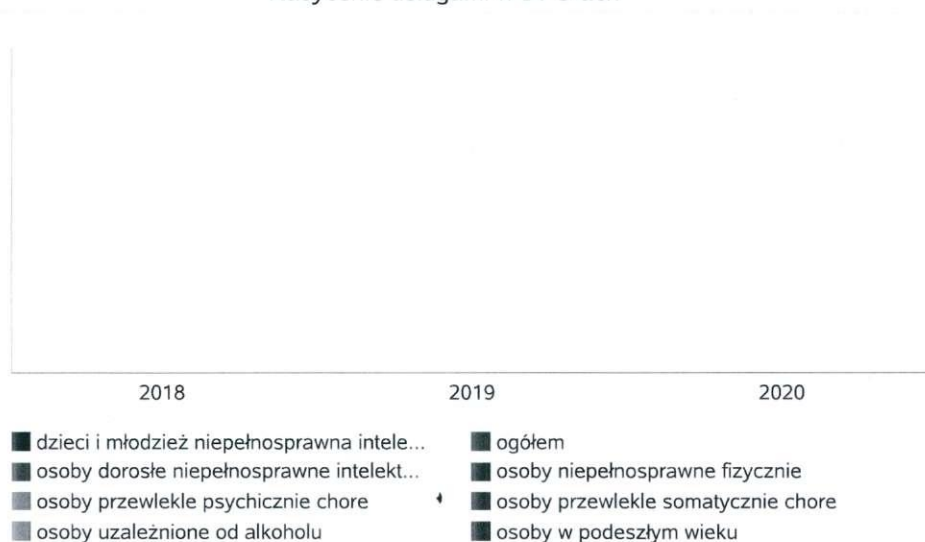 2018 2019 2020
dzieci i młodzież niepełnosprawna intele... ogółem
osoby dorosłe niepełnosprawne intelekt... osoby niepełnosprawne fizycznie
osoby przewlekle psychicznie chore osoby przewlekle somatycznie chore
osoby uzależnione od alkoholu osoby w podeszłym wieku